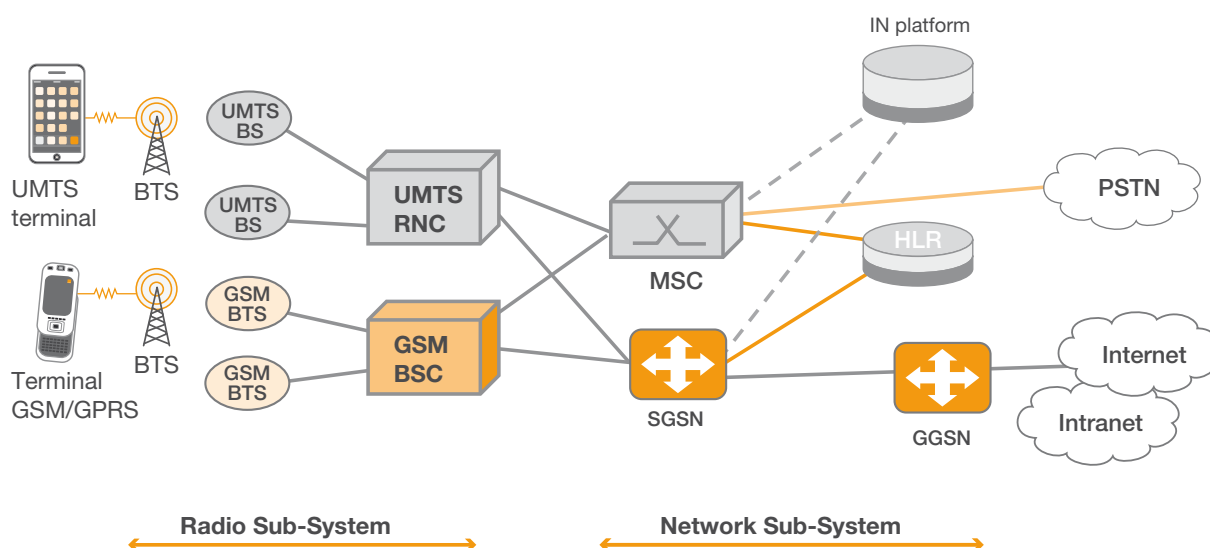 IN platform
UMTS
BS
UMTS
terminal
BTS
UMTS
BS
UMTS
RNC
MSC
PSTN
HLR
GSM
BTS
GSM
BTS
Terminal
GSM/GPRS
BTS
GSM
BSC
SGSN
GGSN
Internet
Intranet
Radio Sub-System
Network Sub-System